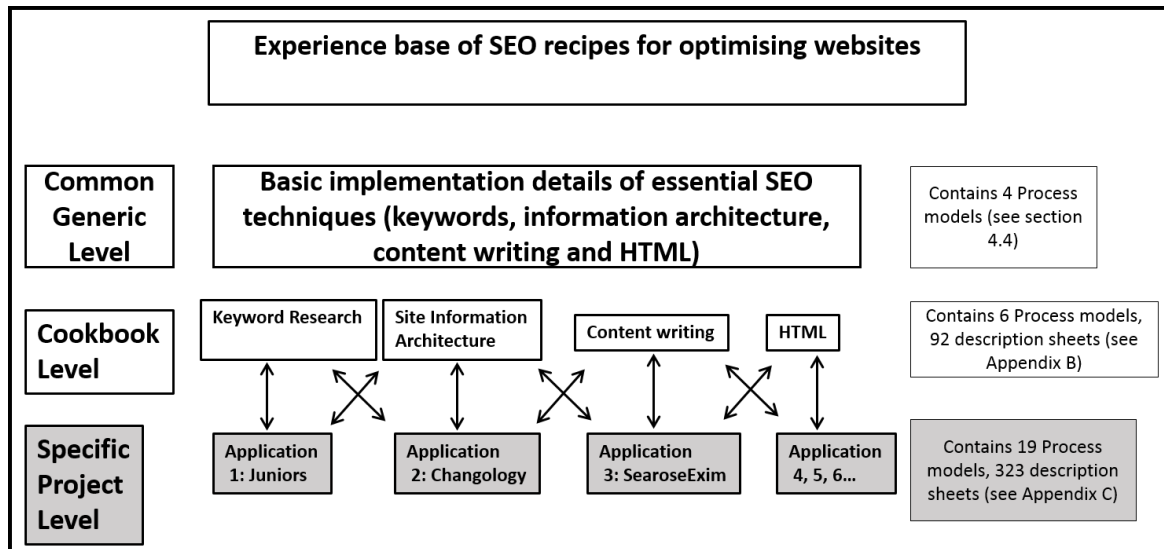 Experience base of SEO recipes for optimising websites
Common
Generic
Level
Basic implementation details of essential SEO
techniques (keywords, information architecture,
content writing and HTML)
Contains 4 Process
models (see section
4.4)
Cookbook
Level
Keyword Research
Site Information
Architecture
Content writing
HTML
Contains 6 Process models,
92 description sheets (see
Appendix B)
Specific
Project
Level
Application
1: Juniors
Application
2: Changology
Application
3: SearoseExim
Application
4, 5, 6...
Contains 19 Process
models, 323 description
sheets (see Appendix C)